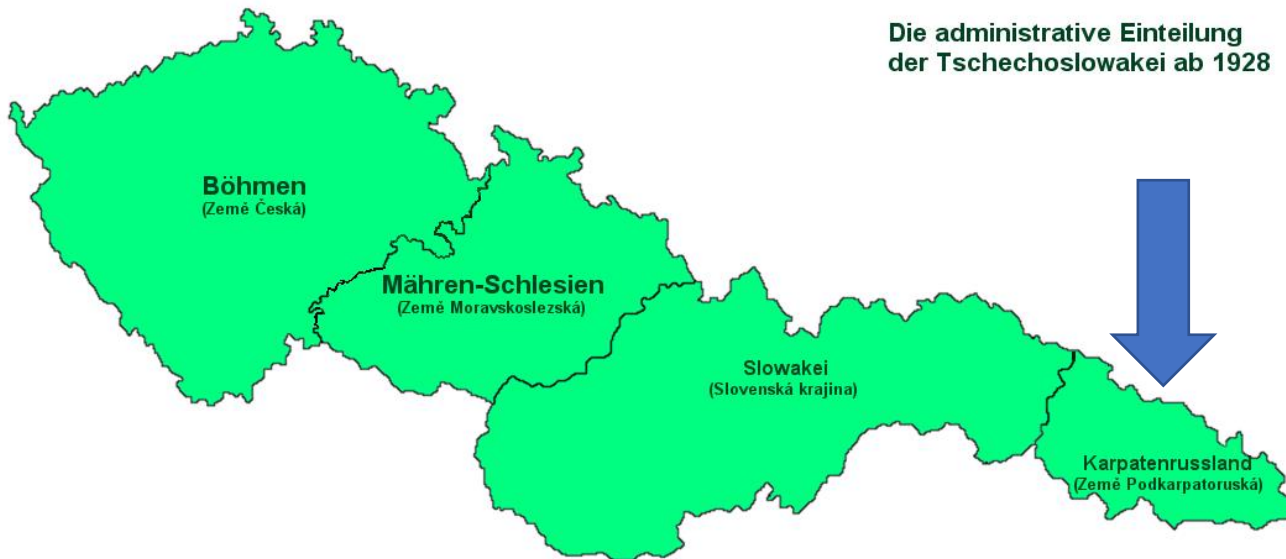 Die administrative Einteilung
der Tschechoslowakei ab 1928
Böhmen
(Země Česká)
Mähren-Schlesien
(Země Moravskoslezská)
Slowakei
(Slovenská krajina)
Karpatenrussland
(Země Podkarpatoruská)